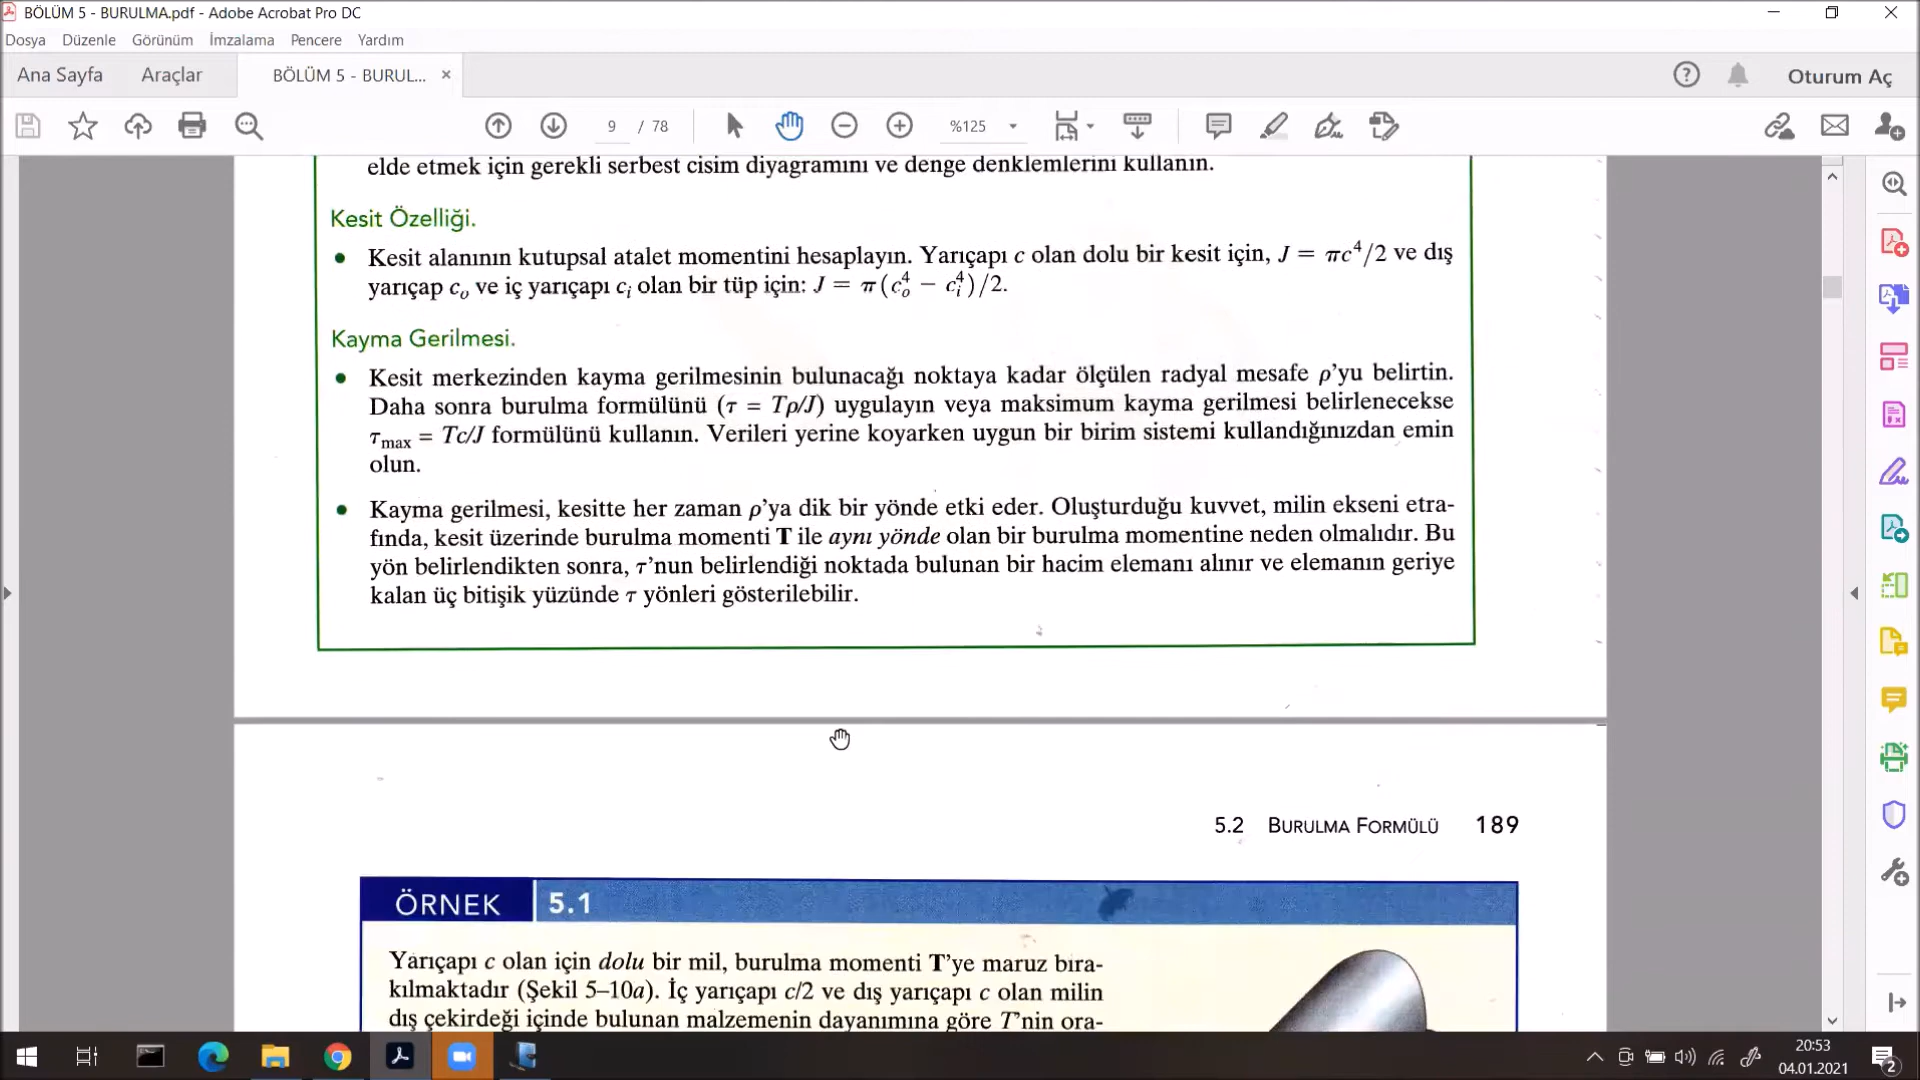 BÖLÜM 5 - BURULMA.pdf - Adobe Acrobat Pro DC
Dosya Düzenle Görünüm İmzalama Pencere Yardım
Ana Sayfa Araçlar BÖLÜM 5 - BURUL... × Oturum Aç
9 / 78 %125
elde etmek için gerekli serbest cisim diyagramını ve denge denklemlerini kullanın.
Kesit Özelliği.
• Kesit alanının kutupsal atalet momentini hesaplayın. Yarıçapı c olan dolu bir kesit için, J = πc⁴/2 ve dış
yarıçap cₒ ve iç yarıçapı cᵢ olan bir tüp için: J = π(cₒ⁴ − cᵢ⁴)/2.
Kayma Gerilmesi.
• Kesit merkezinden kayma gerilmesinin bulunacağı noktaya kadar ölçülen radyal mesafe ρ’yu belirtin.
Daha sonra burulma formülünü (τ = Tρ/J) uygulayın veya maksimum kayma gerilmesi belirlenecekse
τmax = Tc/J formülünü kullanın. Verileri yerine koyarken uygun bir birim sistemi kullandığınızdan emin
olun.
• Kayma gerilmesi, kesitte her zaman ρ’ya dik bir yönde etki eder. Oluşturduğu kuvvet, milin ekseni etra-
fında, kesit üzerinde burulma momenti T ile aynı yönde olan bir burulma momentine neden olmalıdır. Bu
yön belirlendikten sonra, τ’nun belirlendiği noktada bulunan bir hacim elemanı alınır ve elemanın geriye
kalan üç bitişik yüzünde τ yönleri gösterilebilir.
5.2 BURULMA FORMÜLÜ 189
ÖRNEK 5.1
Yarıçapı c olan için dolu bir mil, burulma momenti T’ye maruz bıra-
kılmaktadır (Şekil 5–10a). İç yarıçapı c/2 ve dış yarıçapı c olan milin
dış çekirdeği içinde bulunan malzemenin dayanımına göre T’nin ora-
20:53
04.01.2021
2